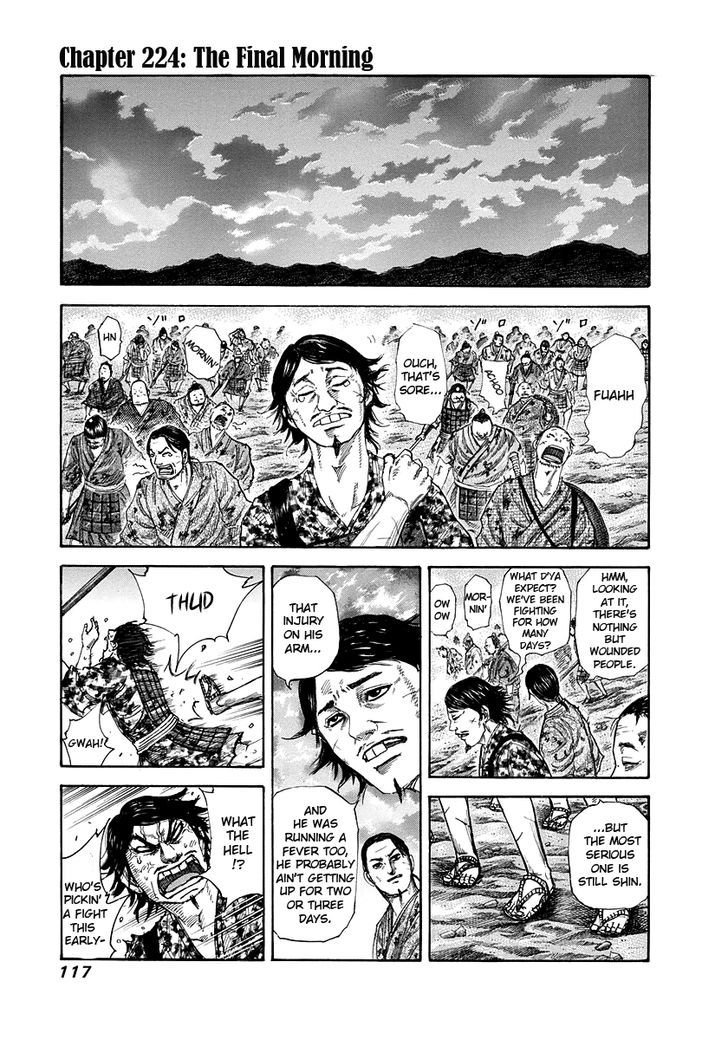 Chapter 224: The Final Morning
FUAHH
ACHOO
OUCH,
THAT'S
SORE...
MORNIN'
HN
HMM,
LOOKING
AT IT,
THERE'S
NOTHING
BUT
WOUNDED
PEOPLE.
WHAT D'YA
EXPECT?
WE'VE BEEN
FIGHTING
FOR HOW
MANY
DAYS?
MOR-
NIN'
OW
OW
...BUT
THE MOST
SERIOUS
ONE IS
STILL SHIN.
THAT
INJURY
ON HIS
ARM...
AND
HE WAS
RUNNING A
FEVER TOO,
HE PROBABLY
AIN'T GETTING
UP FOR TWO
OR THREE
DAYS.
THUD
GWAH!
WHAT
THE
HELL
!?
WHO'S
PICKIN'
A FIGHT
THIS
EARLY-
117